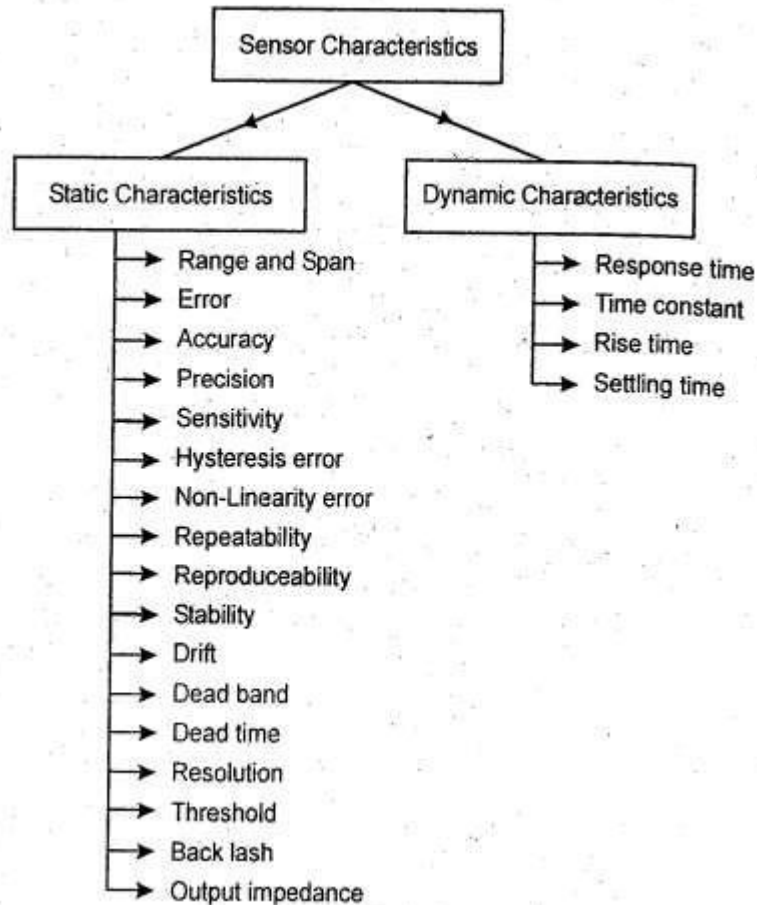 Sensor Characteristics
Static Characteristics
Range and Span
Error
Accuracy
Precision
Sensitivity
Hysteresis error
Non-Linearity error
Repeatability
Reproduceability
Stability
Drift
Dead band
Dead time
Resolution
Threshold
Back lash
Output impedance
Dynamic Characteristics
Response time
Time constant
Rise time
Settling time